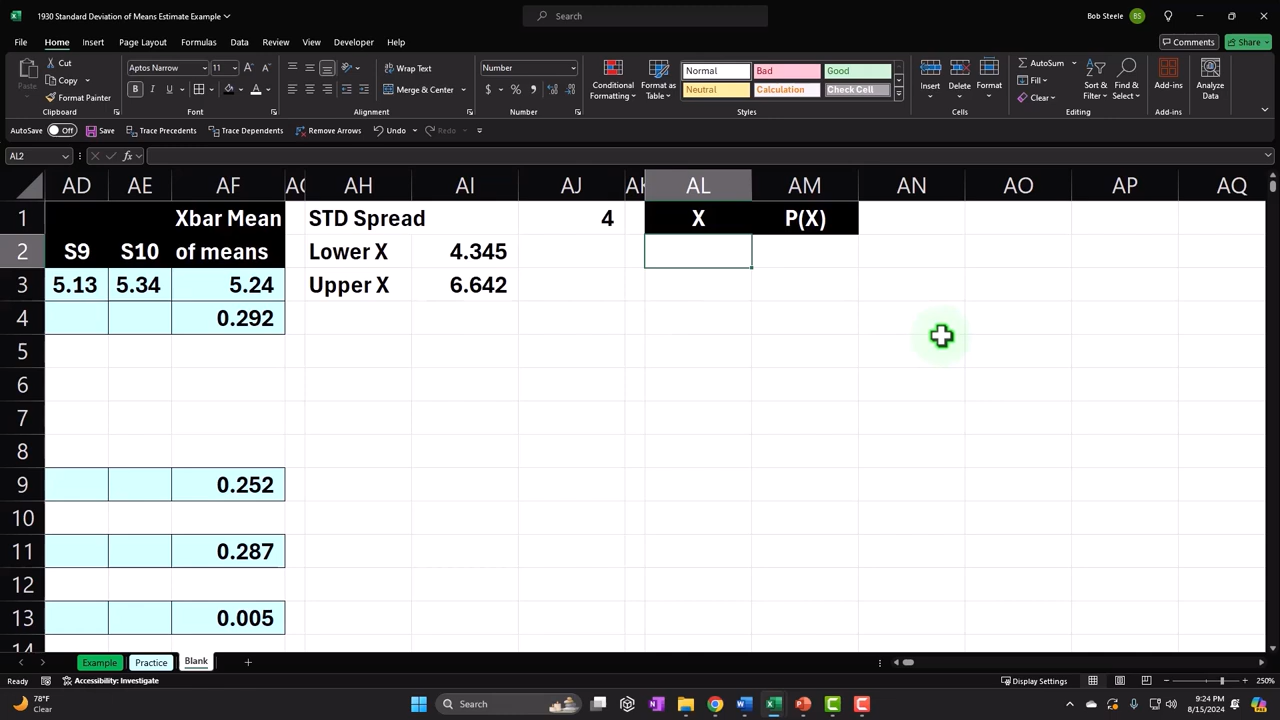 1930 Standard Deviation of Means Estimate Example
Search
Bob Steele BS
File Home Insert Page Layout Formulas Data Review View Developer Help
Comments Share
Paste Cut Copy Format Painter Clipboard
Aptos Narrow 11 B I U A Font
Wrap Text Merge & Center Alignment
Number $ % Number
Conditional Formatting Format as Table Normal Bad Good Neutral Calculation Check Cell Styles
Insert Delete Format Cells
AutoSum Fill Clear Sort & Filter Find & Select Editing
Add-ins Add-ins
Analyze Data
AutoSave Off Save Trace Precedents Trace Dependents Remove Arrows Undo Redo
AL2 fx
AD AE AF AG AH AI AJ AK AL AM AN AO AP AQ
1 Xbar Mean STD Spread 4 X P(X)
2 S9 S10 of means Lower X 4.345
3 5.13 5.34 5.24 Upper X 6.642
4 0.292
5
6
7
8
9 0.252
10
11 0.287
12
13 0.005
14
Example Practice Blank
Ready Accessibility: Investigate Display Settings 250%
78°F
Clear
Search
9:24 PM
8/15/2024